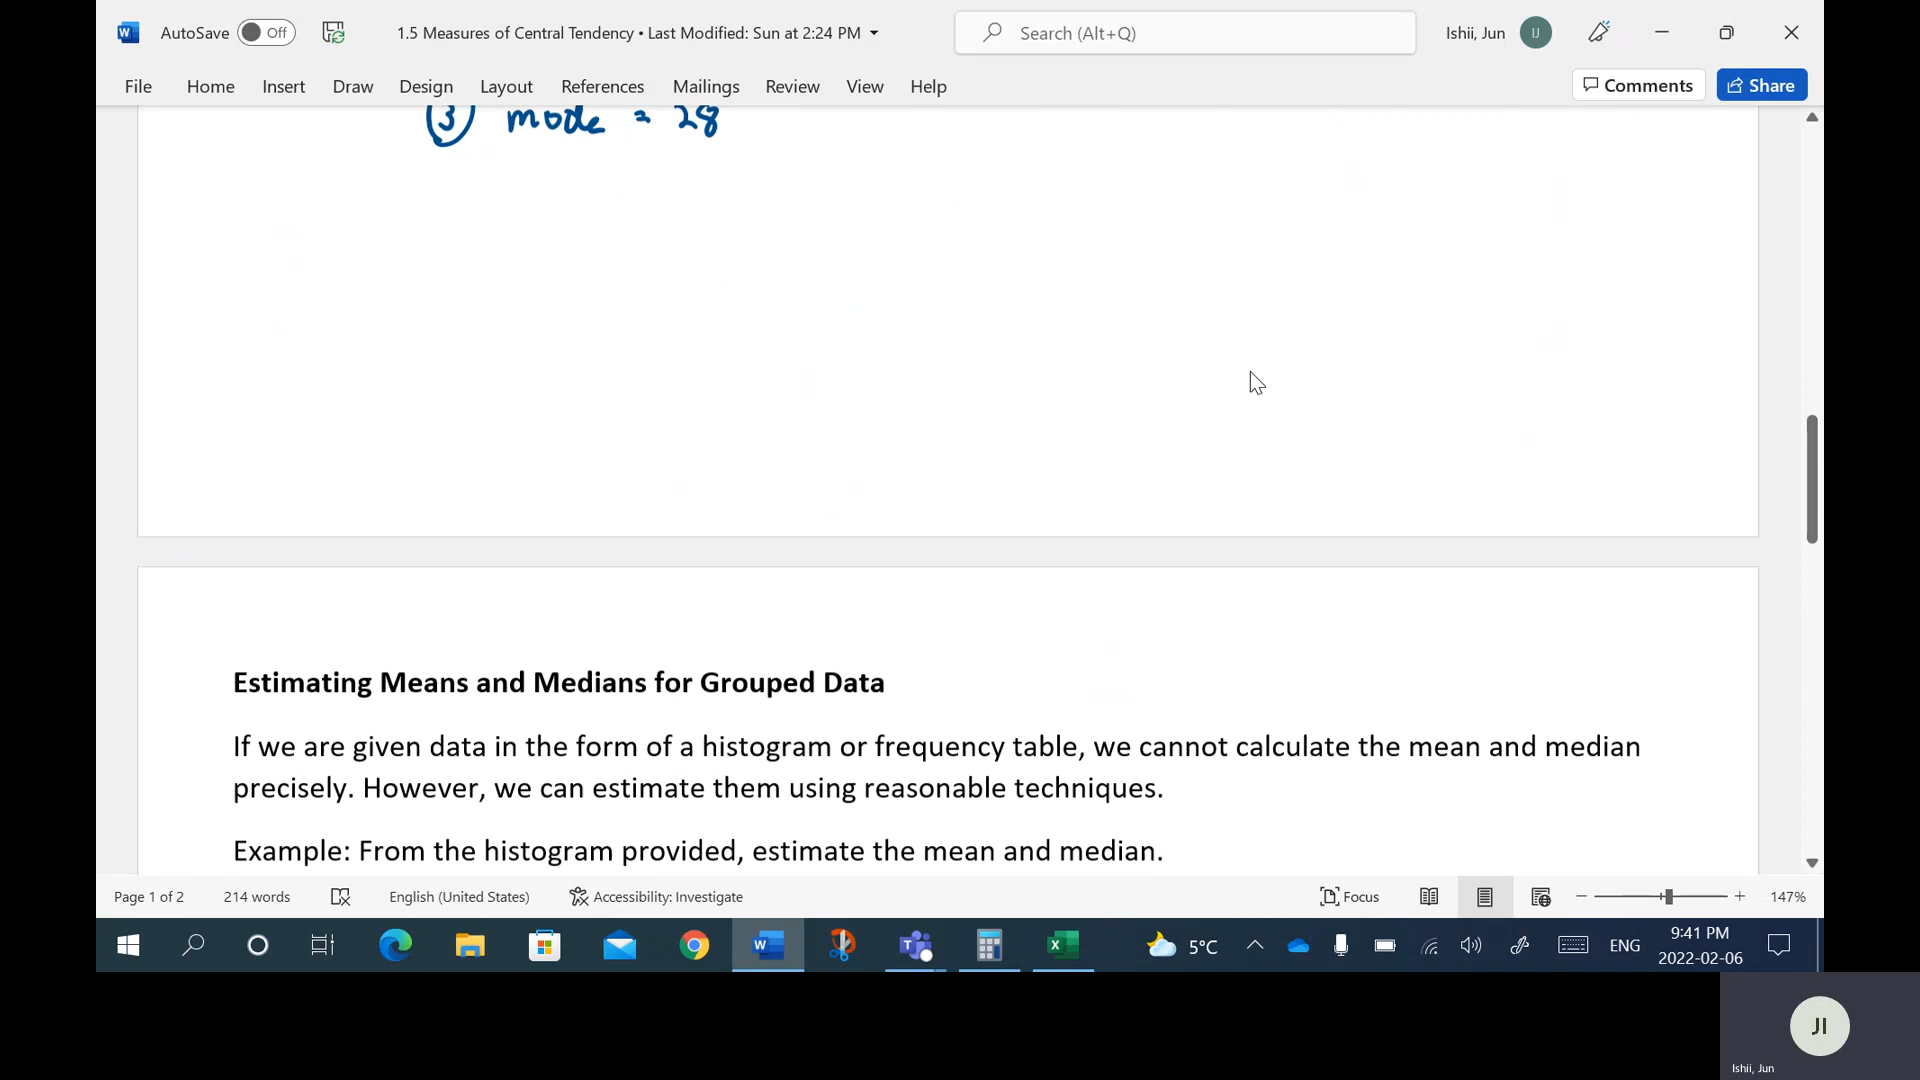 AutoSave Off 1.5 Measures of Central Tendency • Last Modified: Sun at 2:24 PM Search (Alt+Q) Ishii, Jun IJ
File Home Insert Draw Design Layout References Mailings Review View Help Comments Share
③ mode = 28
Estimating Means and Medians for Grouped Data
If we are given data in the form of a histogram or frequency table, we cannot calculate the mean and median
precisely. However, we can estimate them using reasonable techniques.
Example: From the histogram provided, estimate the mean and median.
Page 1 of 2 214 words English (United States) Accessibility: Investigate Focus 147%
5°C ENG 9:41 PM
2022-02-06
JI
Ishii, Jun